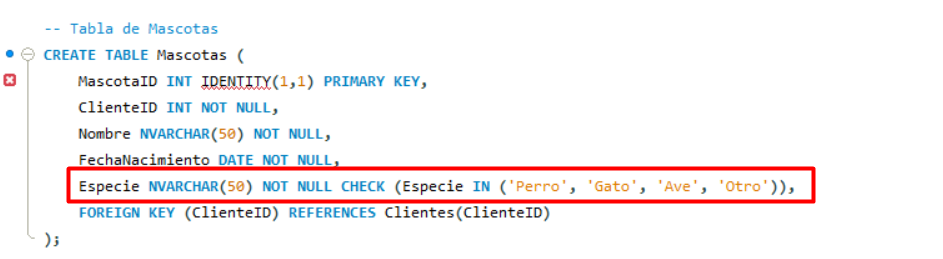 -- Tabla de Mascotas
CREATE TABLE Mascotas (
MascotaID INT IDENTITY(1,1) PRIMARY KEY,
ClienteID INT NOT NULL,
Nombre NVARCHAR(50) NOT NULL,
FechaNacimiento DATE NOT NULL,
Especie NVARCHAR(50) NOT NULL CHECK (Especie IN ('Perro', 'Gato', 'Ave', 'Otro')),
FOREIGN KEY (ClienteID) REFERENCES Clientes(ClienteID)
);